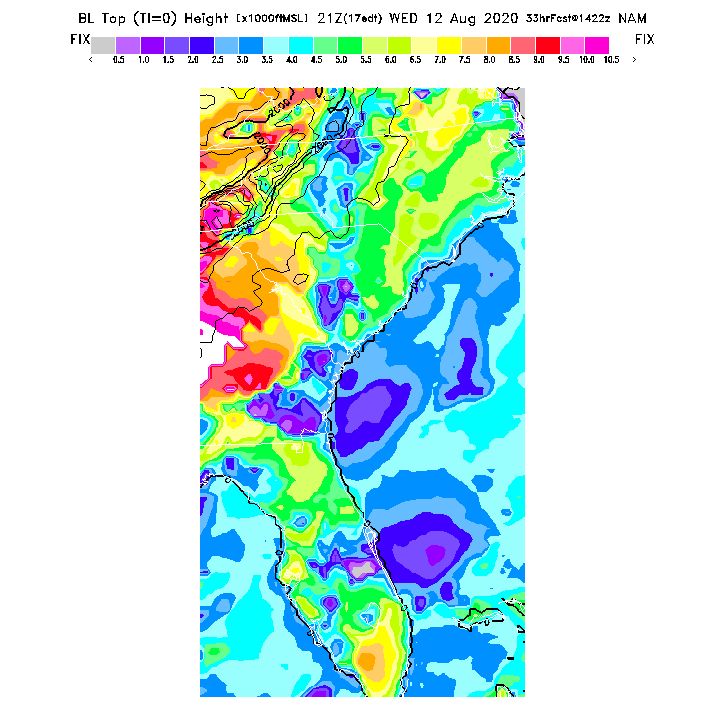 BL Top (TI=0) Height [x1000ftMSL] 21Z(17edt) WED 12 Aug 2020 33hrFcst@1422z NAM
FIX FIX
< 0.5 1.0 1.5 2.0 2.5 3.0 3.5 4.0 4.5 5.0 5.5 6.0 6.5 7.0 7.5 8.0 8.5 9.0 9.5 10.0 10.5 >
2000